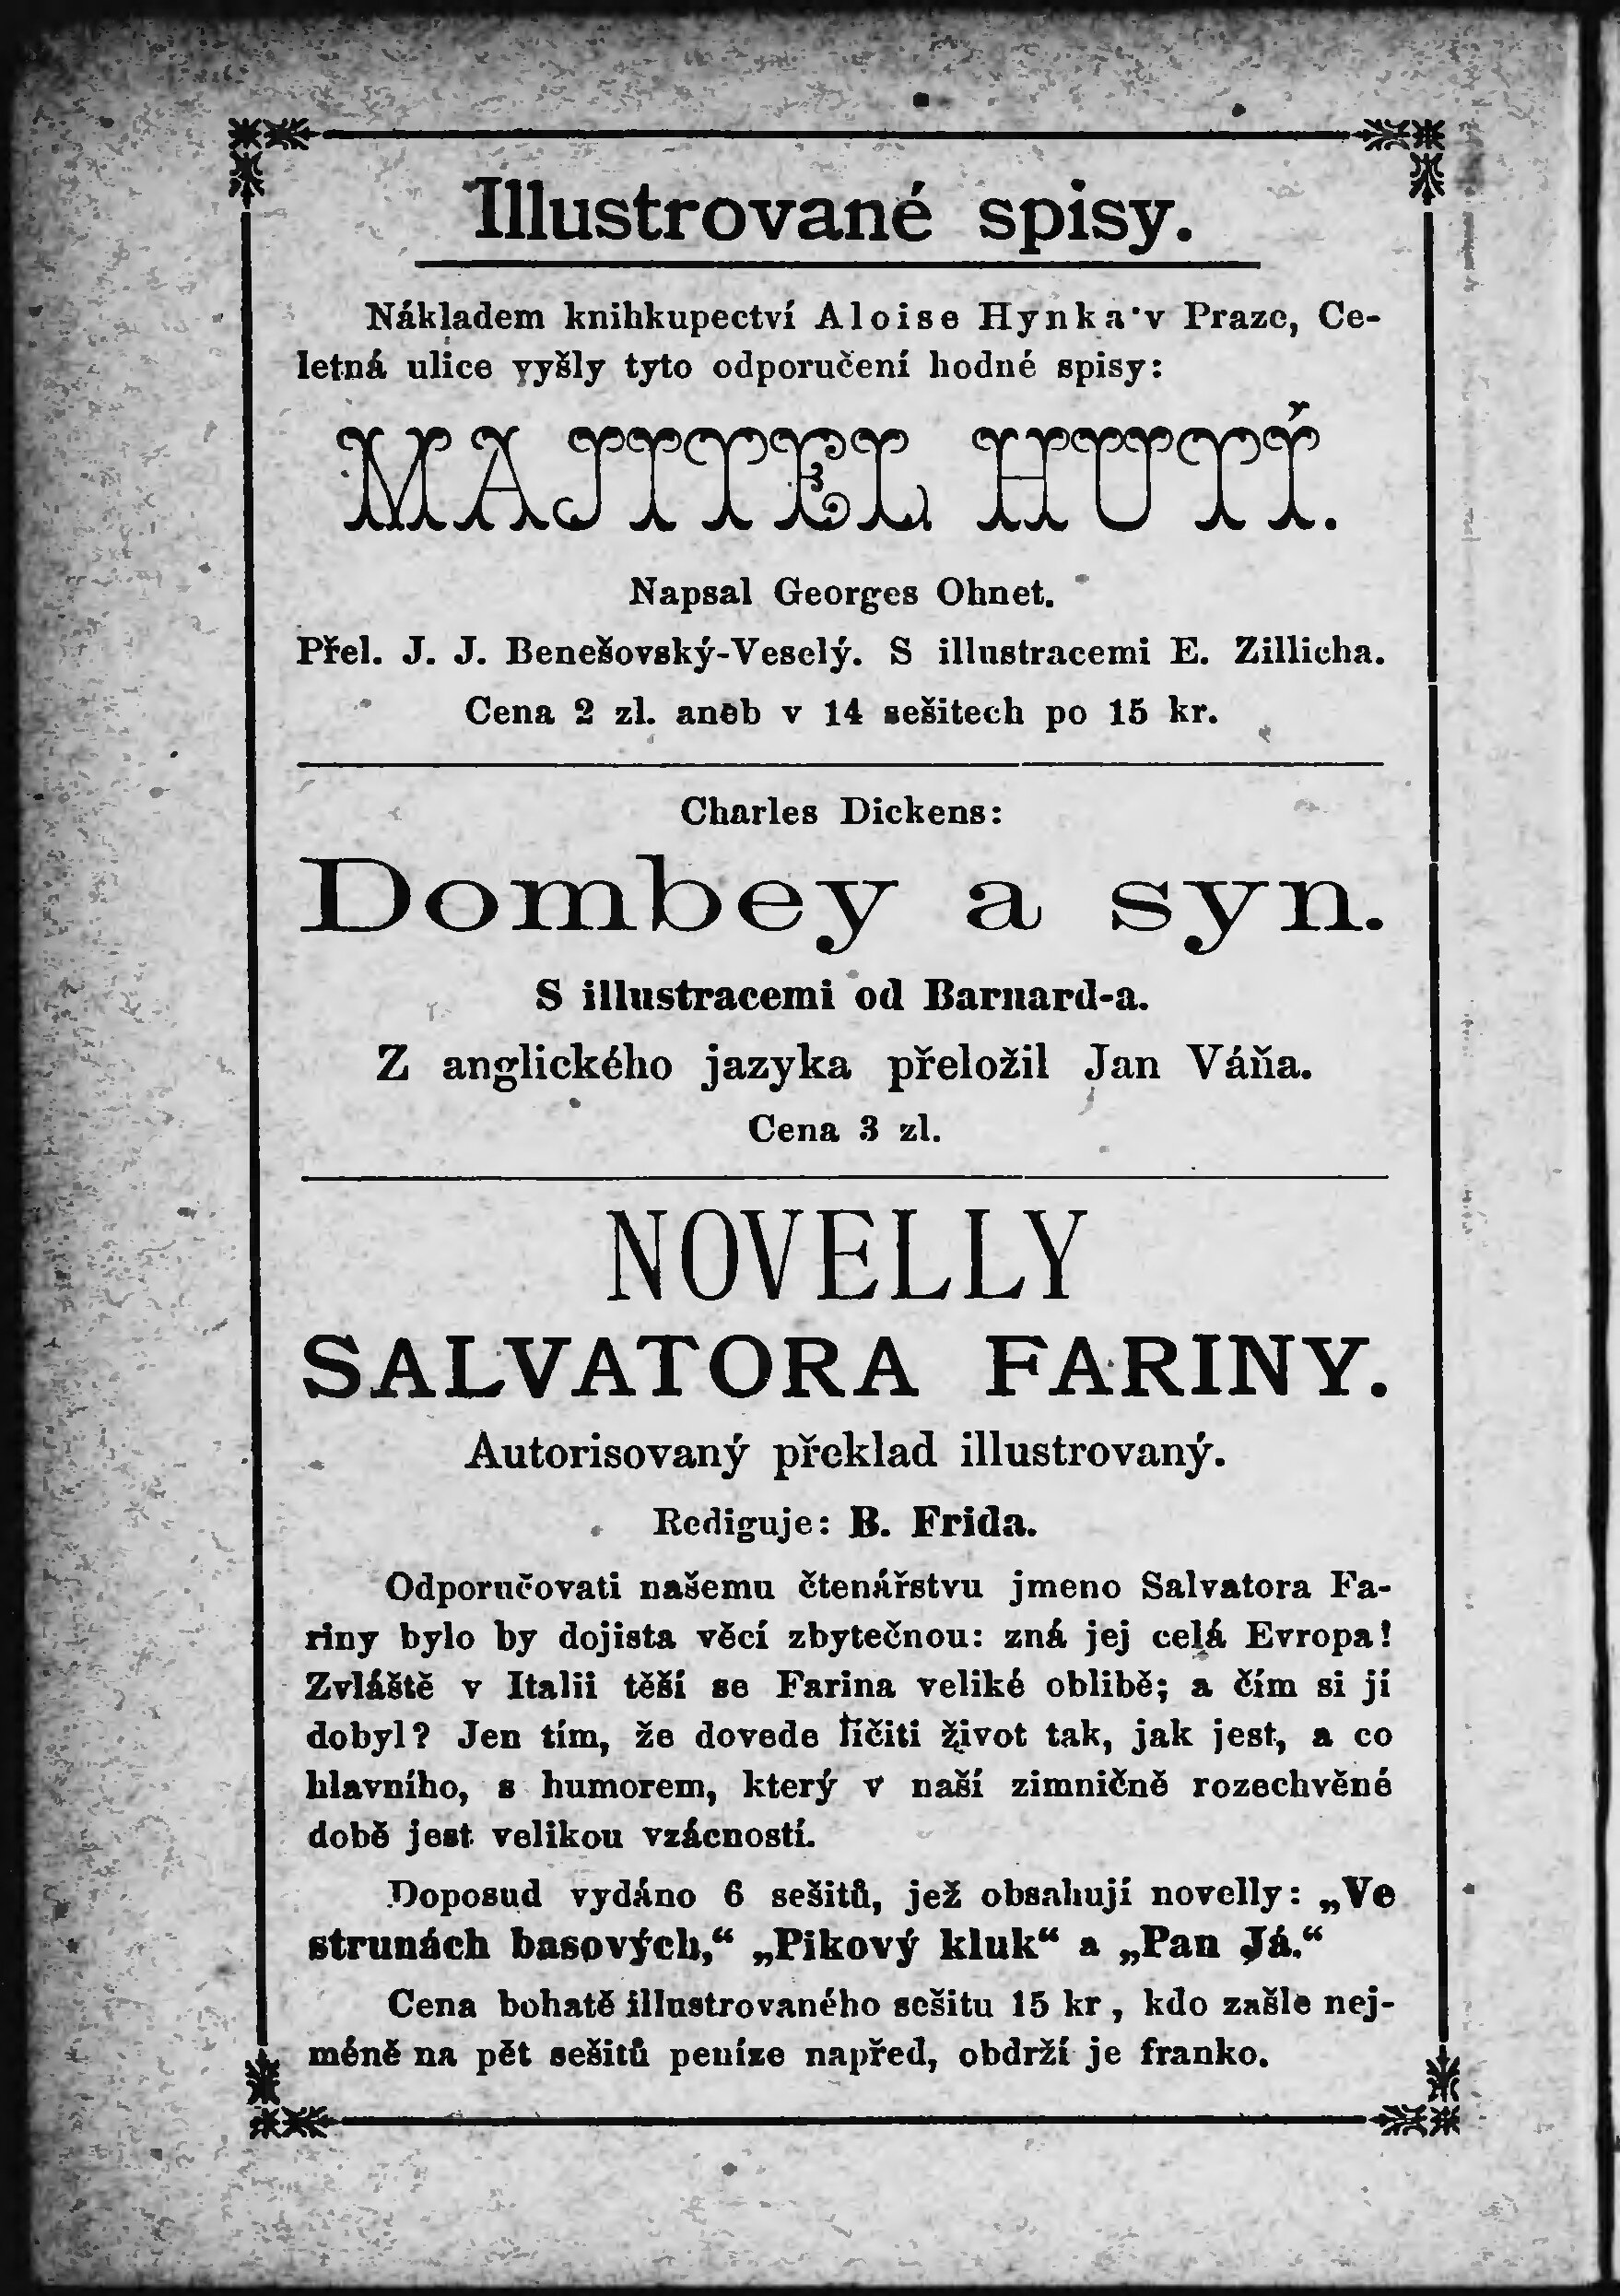 Illustrované spisy.
Nákladem knihkupectví Aloise Hynka v Praze, Ce-
letná ulice vyšly tyto odporučení hodné spisy:
MAJITEL HUTÍ.
Napsal Georges Ohnet.
Přel. J. J. Benešovský-Veselý. S illustracemi E. Zillicha.
Cena 2 zl. aneb v 14 sešitech po 15 kr.
Charles Dickens:
Dombey a syn.
S illustracemi od Barnard-a.
Z anglického jazyka přeložil Jan Váňa.
Cena 3 zl.
NOVELLY
SALVATORA FARINY.
Autorisovaný překlad illustrovaný.
Rediguje: B. Frida.
Odporučovati našemu čtenářstvu jmeno Salvatora Fa-
riny bylo by dojista věcí zbytečnou: zná jej celá Evropa!
Zvláště v Italii těší se Farina veliké oblibě; a čím si jí
dobyl? Jen tím, že dovede líčiti život tak, jak jest, a co
hlavního, s humorem, který v naší zimničně rozechvěné
době jest velikou vzácností.
Doposud vydáno 6 sešitů, jež obsahují novelly: „Ve
strunách basových,“ „Pikový kluk“ a „Pan Já.“
Cena bohatě illustrovaného sešitu 15 kr, kdo zašle nej-
méně na pět sešitů peníze napřed, obdrží je franko.